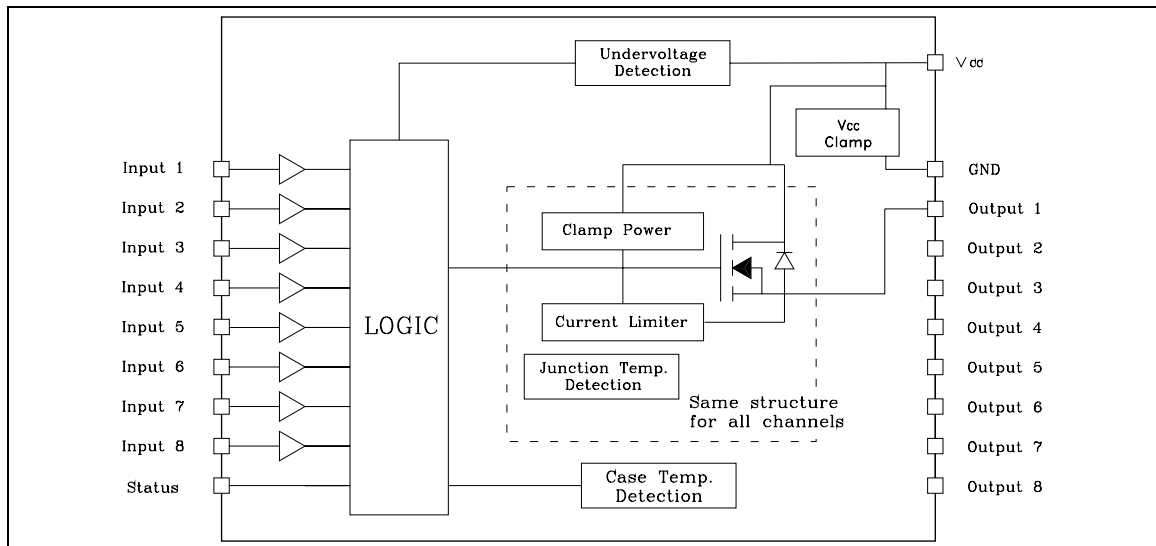 Undervoltage
Detection
Vdd
Vcc
Clamp
Input 1
GND
Input 2
Output 1
Clamp Power
Input 3
Output 2
Input 4
Output 3
Input 5
LOGIC
Current Limiter
Output 4
Input 6
Junction Temp.
Detection
Output 5
Input 7
Same structure
for all channels
Output 6
Input 8
Output 7
Status
Case Temp.
Detection
Output 8